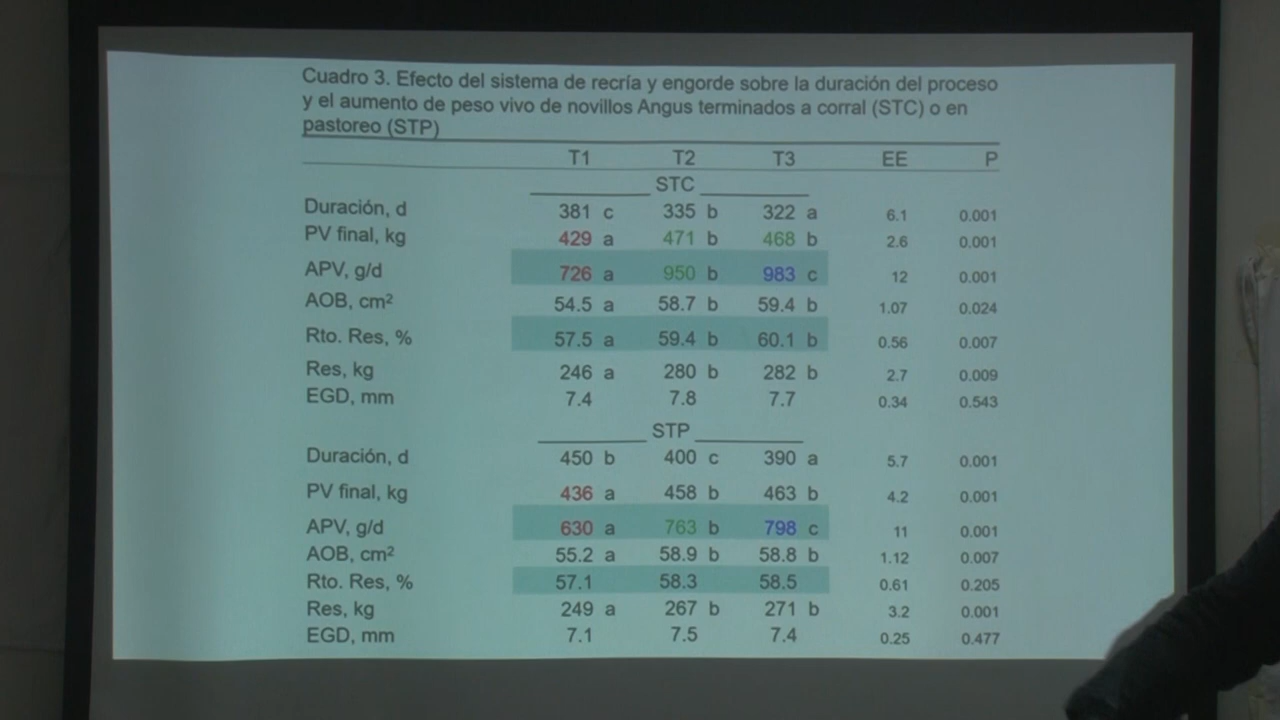 Cuadro 3. Efecto del sistema de recría y engorde sobre la duración del proceso
y el aumento de peso vivo de novillos Angus terminados a corral (STC) o en
pastoreo (STP)
T1 T2 T3 EE P
STC
Duración, d 381 c 335 b 322 a 6.1 0.001
PV final, kg 429 a 471 b 468 b 2.6 0.001
APV, g/d 726 a 950 b 983 c 12 0.001
AOB, cm² 54.5 a 58.7 b 59.4 b 1.07 0.024
Rto. Res, % 57.5 a 59.4 b 60.1 b 0.56 0.007
Res, kg 246 a 280 b 282 b 2.7 0.009
EGD, mm 7.4 7.8 7.7 0.34 0.543
STP
Duración, d 450 b 400 c 390 a 5.7 0.001
PV final, kg 436 a 458 b 463 b 4.2 0.001
APV, g/d 630 a 763 b 798 c 11 0.001
AOB, cm² 55.2 a 58.9 b 58.8 b 1.12 0.007
Rto. Res, % 57.1 58.3 58.5 0.61 0.205
Res, kg 249 a 267 b 271 b 3.2 0.001
EGD, mm 7.1 7.5 7.4 0.25 0.477